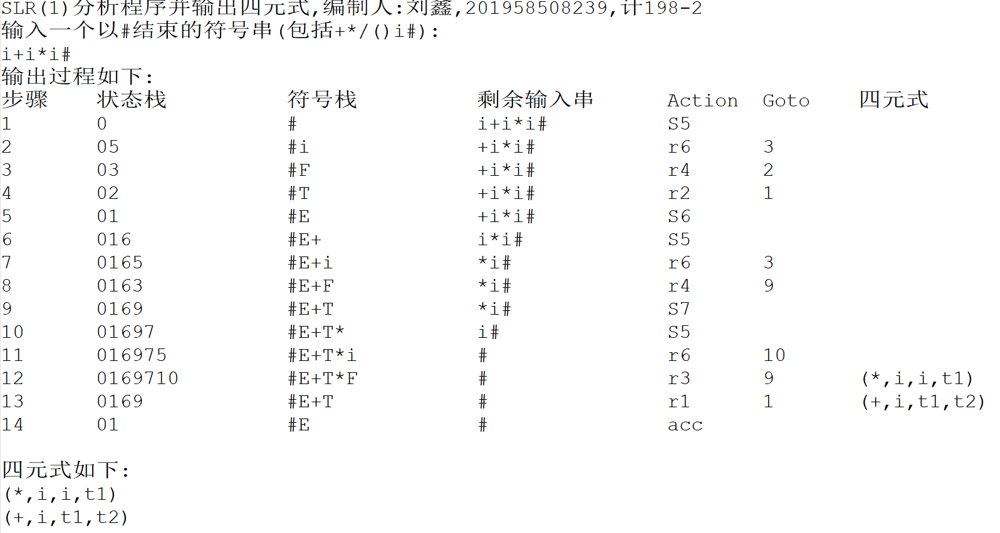 SLR(1)分析程序并输出四元式,编制人:刘鑫,201958508239,计198-2
输入一个以#结束的符号串(包括+*/()i#):
i+i*i#
输出过程如下:
步骤 状态栈 符号栈 剩余输入串 Action Goto 四元式
1 0 # i+i*i# S5
2 05 #i +i*i# r6 3
3 03 #F +i*i# r4 2
4 02 #T +i*i# r2 1
5 01 #E +i*i# S6
6 016 #E+ i*i# S5
7 0165 #E+i *i# r6 3
8 0163 #E+F *i# r4 9
9 0169 #E+T *i# S7
10 01697 #E+T* i# S5
11 016975 #E+T*i # r6 10
12 0169710 #E+T*F # r3 9 (*,i,i,t1)
13 0169 #E+T # r1 1 (+,i,t1,t2)
14 01 #E # acc
四元式如下:
(*,i,i,t1)
(+,i,t1,t2)